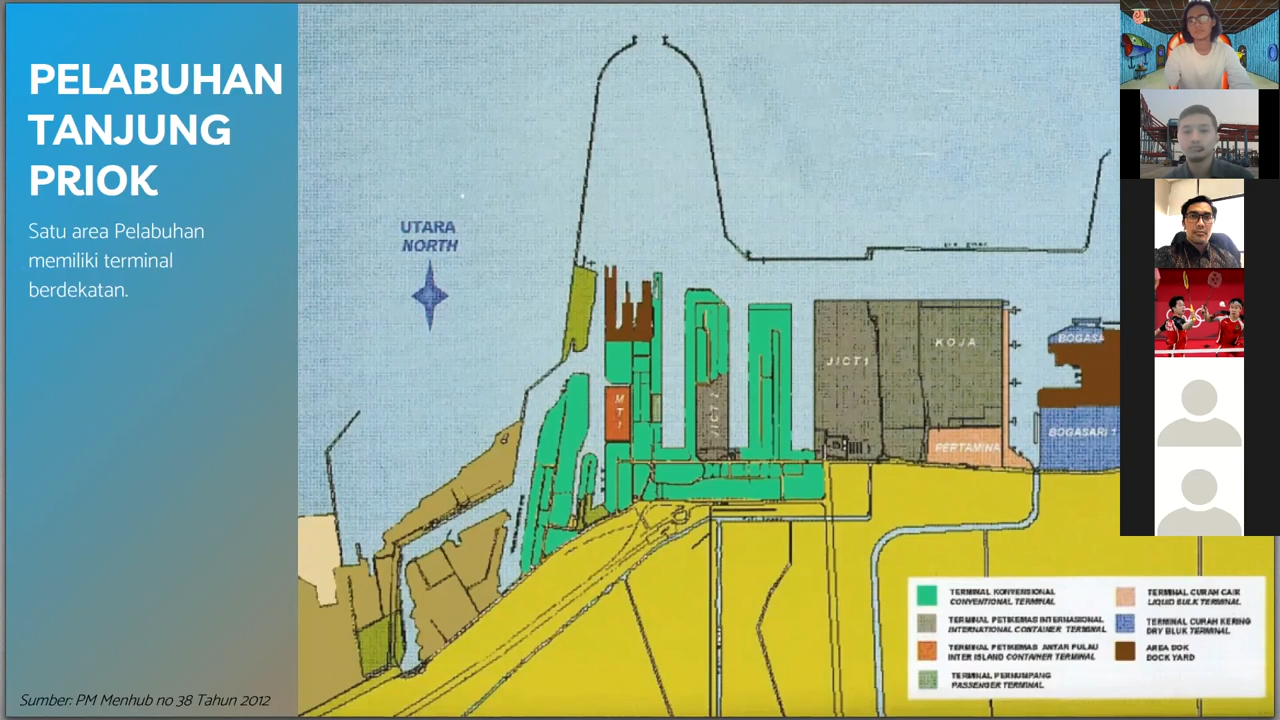 PELABUHAN
TANJUNG
PRIOK
Satu area Pelabuhan
memiliki terminal
berdekatan.
Sumber: PM Menhub no 38 Tahun 2012
UTARA
NORTH
MTI
JICT 2
JICT 1
KOJA
PERTAMINA
BOGASA
BOGASARI 1
TERMINAL KONVENSIONAL
CONVENTIONAL TERMINAL
TERMINAL PETIKEMAS INTERNASIONAL
INTERNATIONAL CONTAINER TERMINAL
TERMINAL PETIKEMAS ANTAR PULAU
INTER ISLAND CONTAINER TERMINAL
TERMINAL PENUMPANG
PASSENGER TERMINAL
TERMINAL CURAH CAIR
LIQUID BULK TERMINAL
TERMINAL CURAH KERING
DRY BLUK TERMINAL
AREA DOK
DOCK YARD